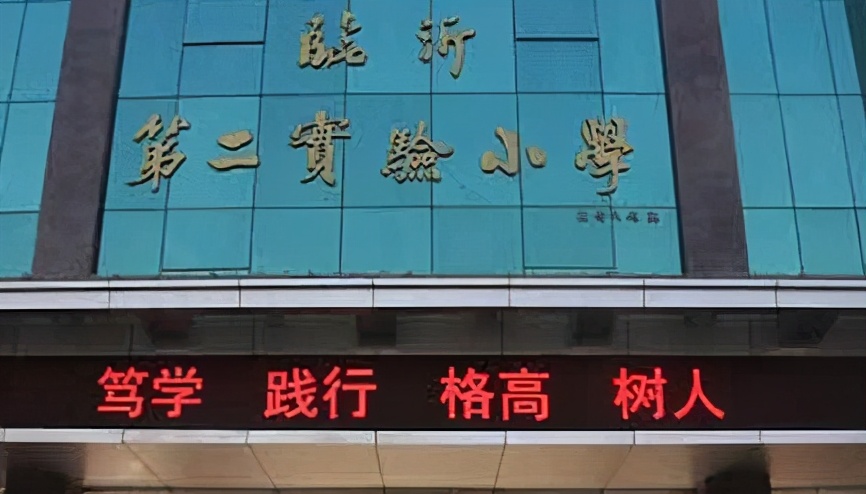 臨沂
第二實驗小學
笃学 践行 格高 树人